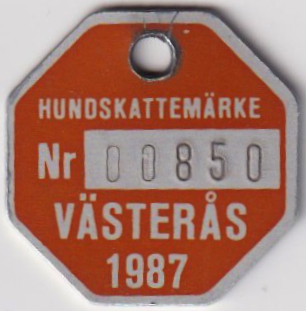 HUNDSKATTEMÄRKE
Nr 00850
VÄSTERÅS
1987